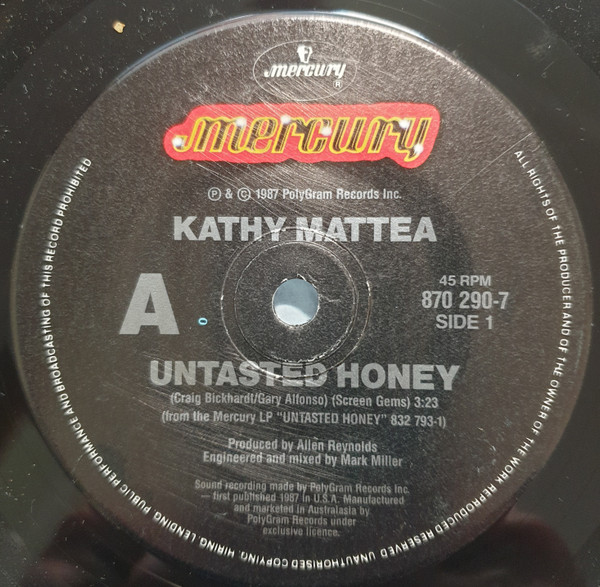 mercury
®
mercury
℗ & © 1987 PolyGram Records Inc.
KATHY MATTEA
A
45 RPM
870 290-7
SIDE 1
UNTASTED HONEY
(Craig Bickhardt/Gary Alfonso) (Screen Gems) 3:23
(from the Mercury LP "UNTASTED HONEY" 832 793-1)
Produced by Allen Reynolds
Engineered and mixed by Mark Miller
Sound recording made by PolyGram Records Inc.
— first published 1987 in U.S.A. Manufactured
and marketed in Australasia by
PolyGram Records under
exclusive licence.
ALL RIGHTS OF THE PRODUCER AND OF THE OWNER OF THE WORK REPRODUCED RESERVED UNAUTHORISED COPYING, HIRING, LENDING, PUBLIC PERFORMANCE AND BROADCASTING OF THIS RECORD PROHIBITED